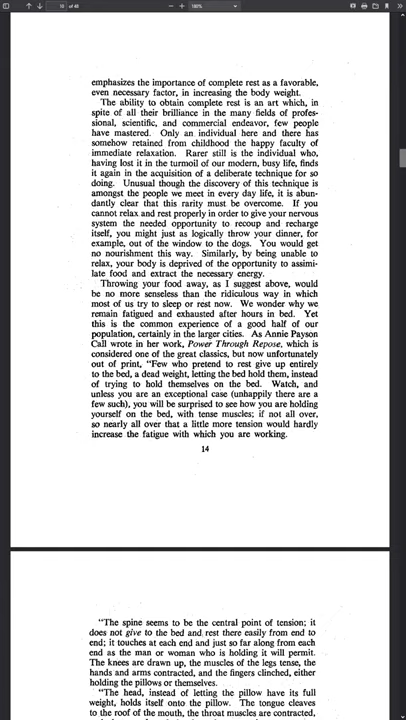 10 of 40
180%
emphasizes the importance of complete rest as a favorable,
even necessary factor, in increasing the body weight.
The ability to obtain complete rest is an art which, in
spite of all their brilliance in the many fields of profes-
sional, scientific, and commercial endeavor, few people
have mastered. Only an individual here and there has
somehow retained from childhood the happy faculty of
immediate relaxation. Rarer still is the individual who,
having lost it in the turmoil of our modern, busy life, finds
it again in the acquisition of a deliberate technique for so
doing. Unusual though the discovery of this technique is
amongst the people we meet in every day life, it is abun-
dantly clear that this rarity must be overcome. If you
cannot relax and rest properly in order to give your nervous
system the needed opportunity to recoup and recharge
itself, you might just as logically throw your dinner, for
example, out of the window to the dogs. You would get
no nourishment this way. Similarly, by being unable to
relax, your body is deprived of the opportunity to assimi-
late food and extract the necessary energy.
Throwing your food away, as I suggest above, would
be no more senseless than the ridiculous way in which
most of us try to sleep or rest now. We wonder why we
remain fatigued and exhausted after hours in bed. Yet
this is the common experience of a good half of our
population, certainly in the larger cities. As Annie Payson
Call wrote in her work, Power Through Repose, which is
considered one of the great classics, but now unfortunately
out of print, "Few who pretend to rest give up entirely
to the bed, a dead weight, letting the bed hold them, instead
of trying to hold themselves on the bed. Watch, and
unless you are an exceptional case (unhappily there are a
few such), you will be surprised to see how you are holding
yourself on the bed, with tense muscles; if not all over,
so nearly all over that a little more tension would hardly
increase the fatigue with which you are working.
14
"The spine seems to be the central point of tension; it
does not give to the bed and rest there easily from end to
end; it touches at each end and just so far along from each
end as the man or woman who is holding it will permit.
The knees are drawn up, the muscles of the legs tense, the
hands and arms contracted, and the fingers clinched, either
holding the pillows or themselves.
"The head, instead of letting the pillow have its full
weight, holds itself onto the pillow. The tongue cleaves
to the roof of the mouth, the throat muscles are contracted,